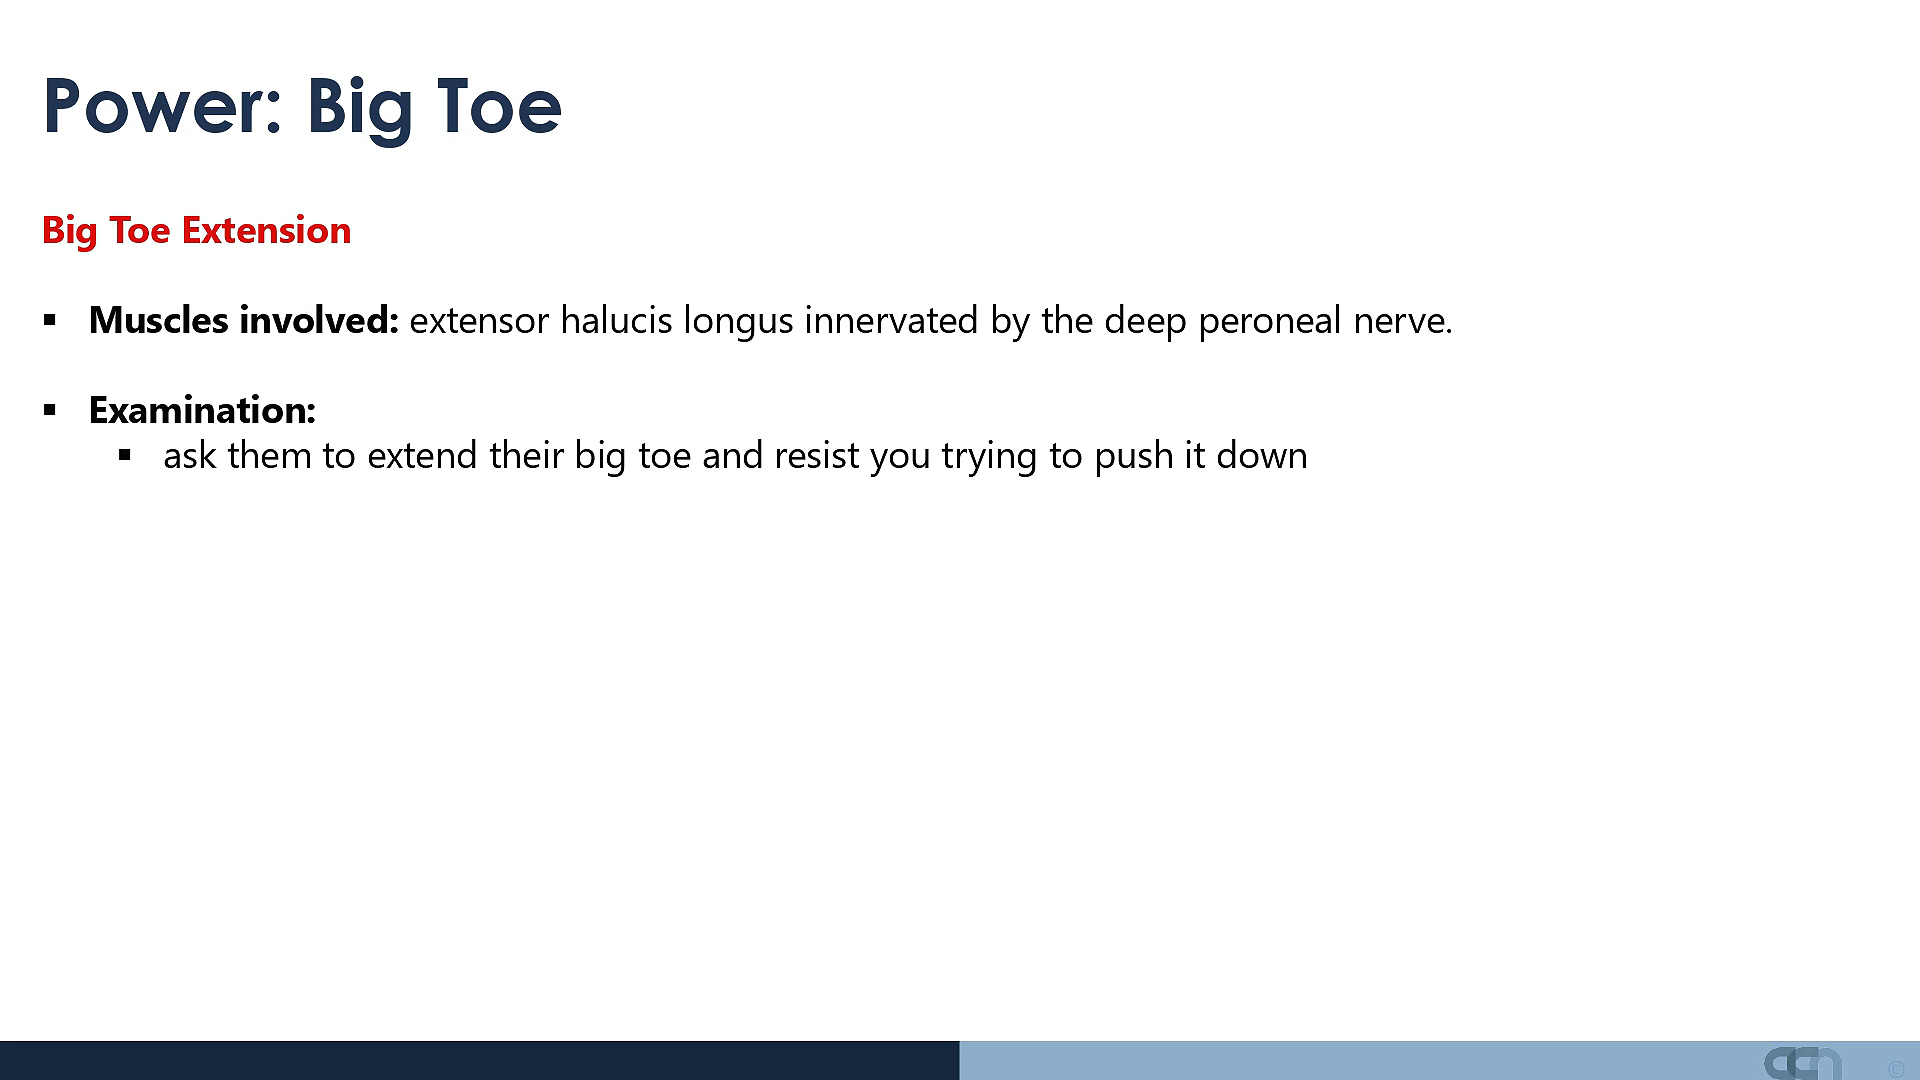 Power: Big Toe
Big Toe Extension
▪ Muscles involved: extensor halucis longus innervated by the deep peroneal nerve.
▪ Examination:
▪ ask them to extend their big toe and resist you trying to push it down
ccn
©